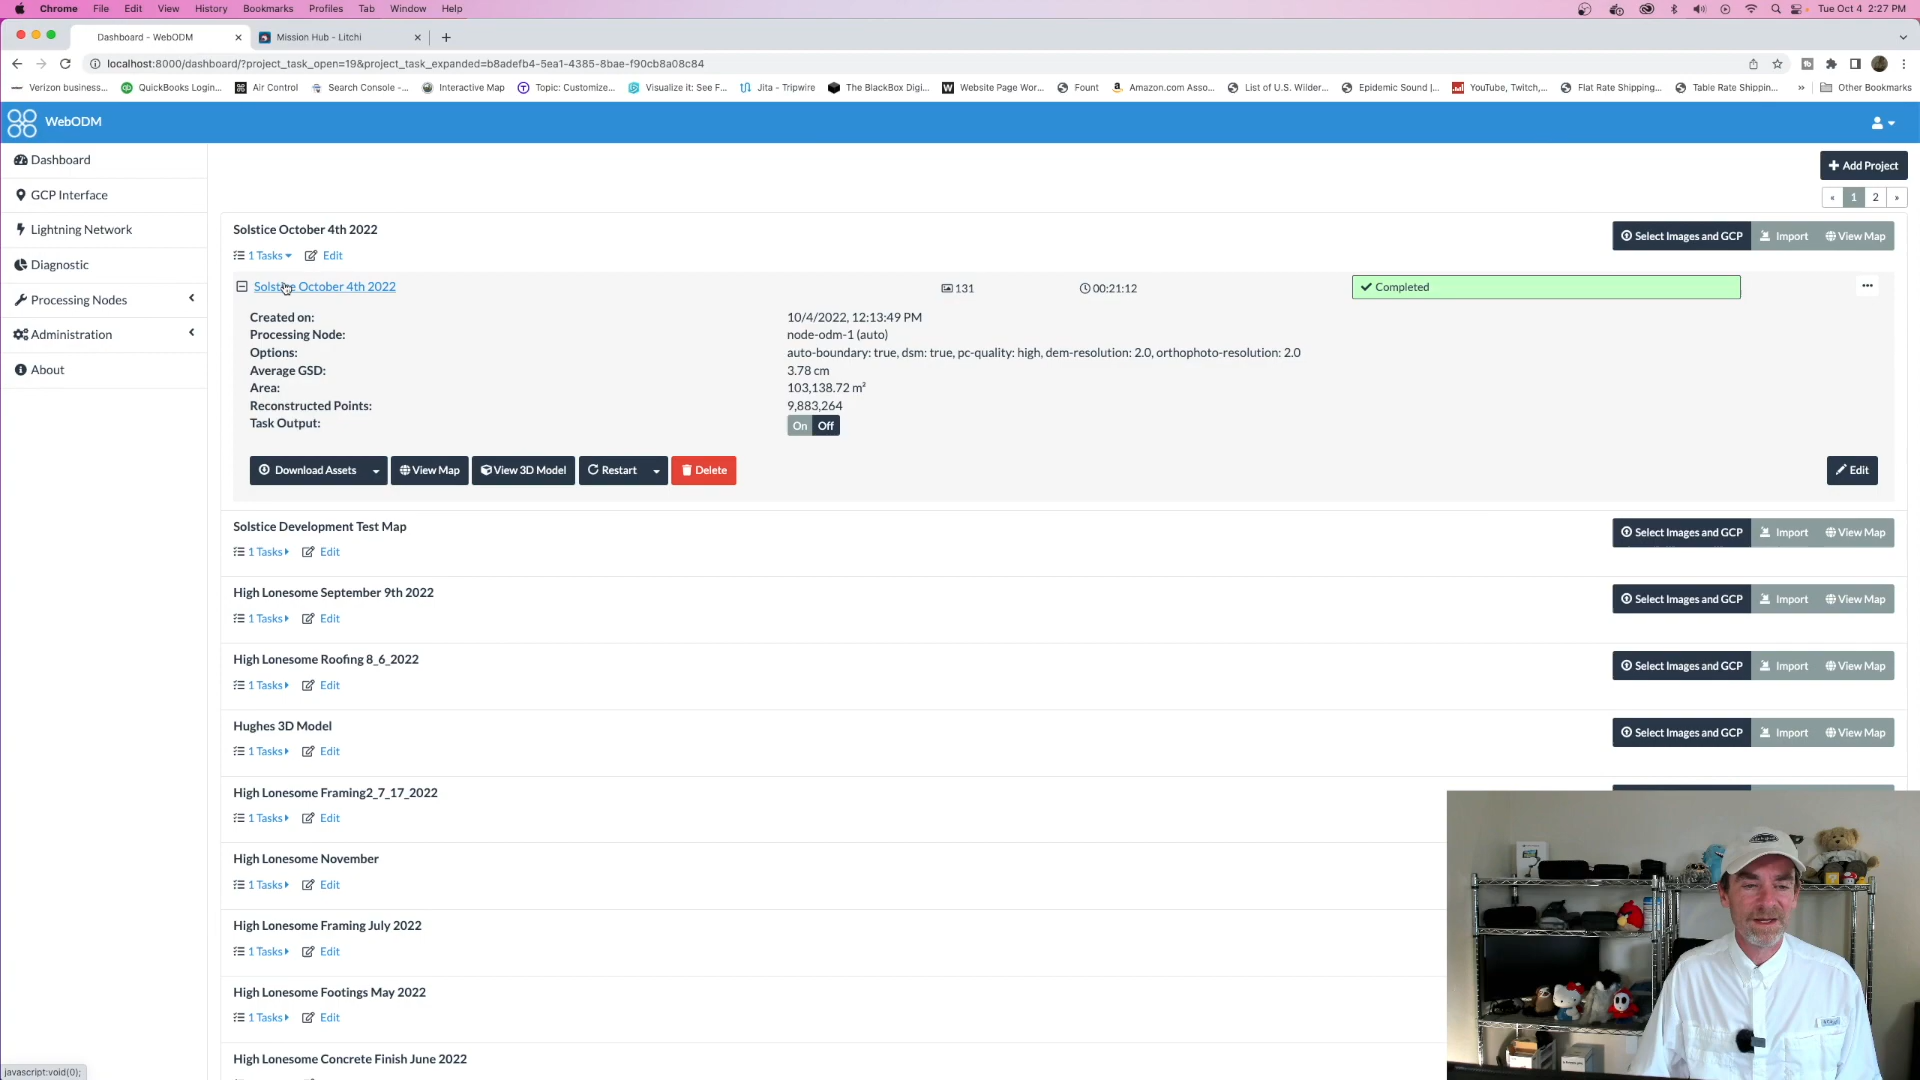 Chrome File Edit View History Bookmarks Profiles Tab Window Help Tue Oct 4 2:27 PM
Dashboard - WebODM Mission Hub - Litchi
localhost:8000/dashboard/?project_task_open=19&project_task_expanded=b8adefb4-5ea1-4385-8bae-f90cb8a08c84
Verizon business... QuickBooks Login... Air Control Search Console -... Interactive Map Topic: Customize... Visualize it: See F... Jita - Tripwire The BlackBox Digi... Website Page Wor... Fount Amazon.com Asso... List of U.S. Wilder... Epidemic Sound |... YouTube, Twitch,... Flat Rate Shipping... Table Rate Shippin... » Other Bookmarks
WebODM
Dashboard
GCP Interface
Lightning Network
Diagnostic
Processing Nodes
Administration
About
+ Add Project
« 1 2 »
Solstice October 4th 2022
Select Images and GCP Import View Map
1 Tasks Edit
Solstice October 4th 2022 131 00:21:12 Completed
Created on: 10/4/2022, 12:13:49 PM
Processing Node: node-odm-1 (auto)
Options: auto-boundary: true, dsm: true, pc-quality: high, dem-resolution: 2.0, orthophoto-resolution: 2.0
Average GSD: 3.78 cm
Area: 103,138.72 m²
Reconstructed Points: 9,883,264
Task Output: On Off
Download Assets View Map View 3D Model Restart Delete Edit
Solstice Development Test Map
Select Images and GCP Import View Map
1 Tasks Edit
High Lonesome September 9th 2022
Select Images and GCP Import View Map
1 Tasks Edit
High Lonesome Roofing 8_6_2022
Select Images and GCP Import View Map
1 Tasks Edit
Hughes 3D Model
Select Images and GCP Import View Map
1 Tasks Edit
High Lonesome Framing2_7_17_2022
1 Tasks Edit
High Lonesome November
1 Tasks Edit
High Lonesome Framing July 2022
1 Tasks Edit
High Lonesome Footings May 2022
1 Tasks Edit
High Lonesome Concrete Finish June 2022
javascript:void(0);